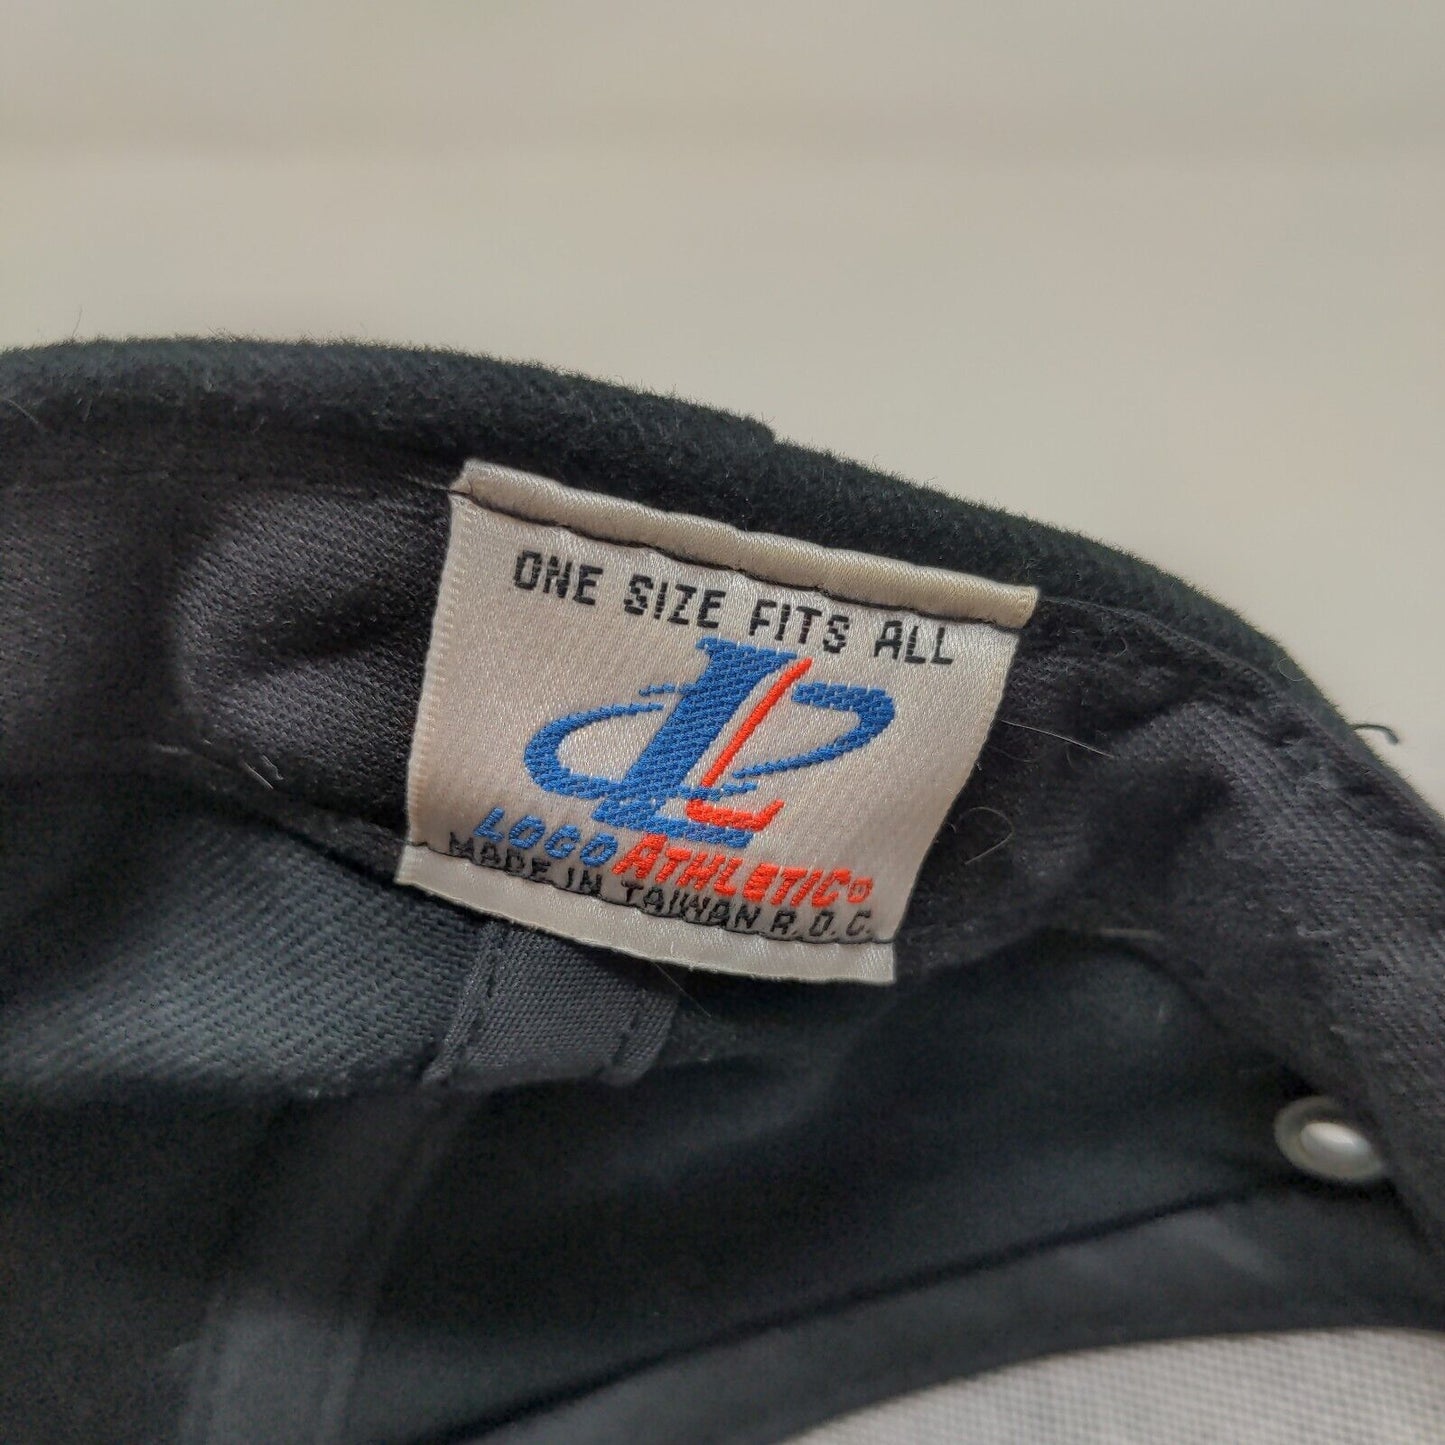 ONE SIZE FITS ALL
L
LOGO ATHLETIC®
MADE IN TAIWAN R.O.C.